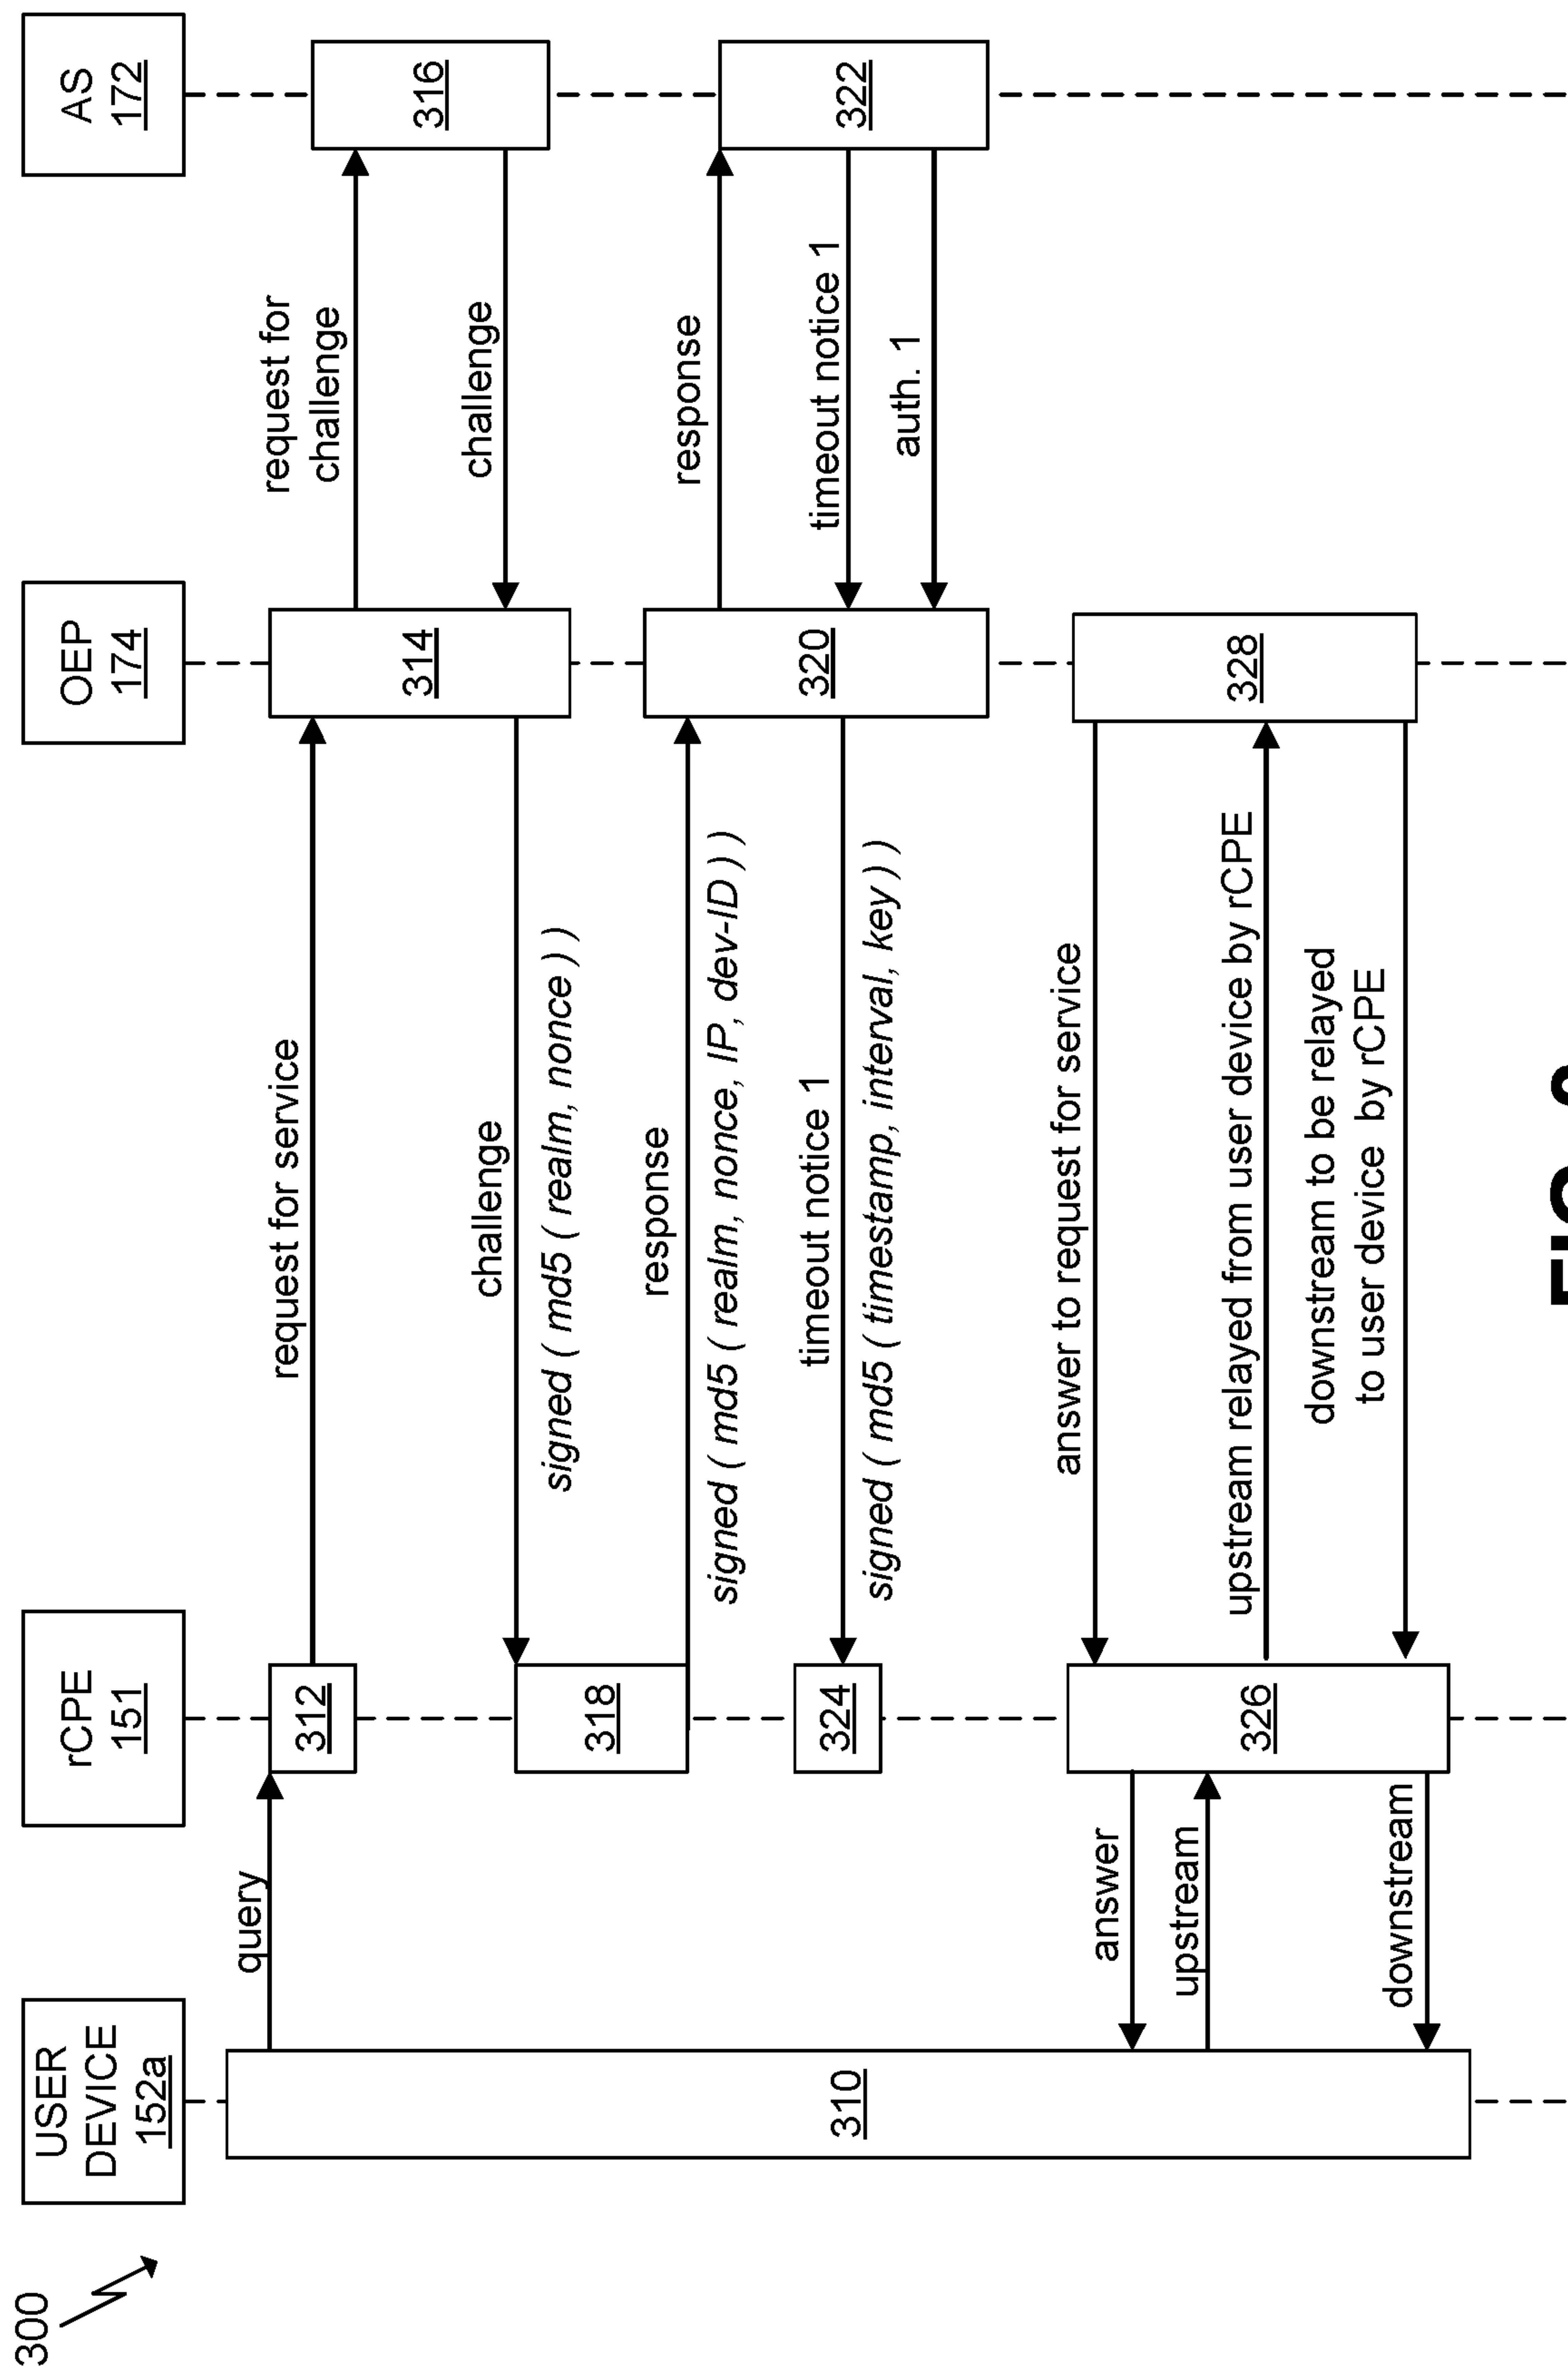 300
USER
DEVICE
152a
rCPE
151
OEP
174
AS
172
query
310
312
request for service
314
request for
challenge
316
challenge
challenge
signed ( md5 ( realm, nonce ) )
318
response
signed ( md5 ( realm, nonce, IP, dev-ID ) )
320
response
322
timeout notice 1
auth. 1
timeout notice 1
signed ( md5 ( timestamp, interval, key ) )
324
answer to request for service
328
answer
326
upstream
upstream relayed from user device by rCPE
downstream to be relayed
to user device by rCPE
downstream